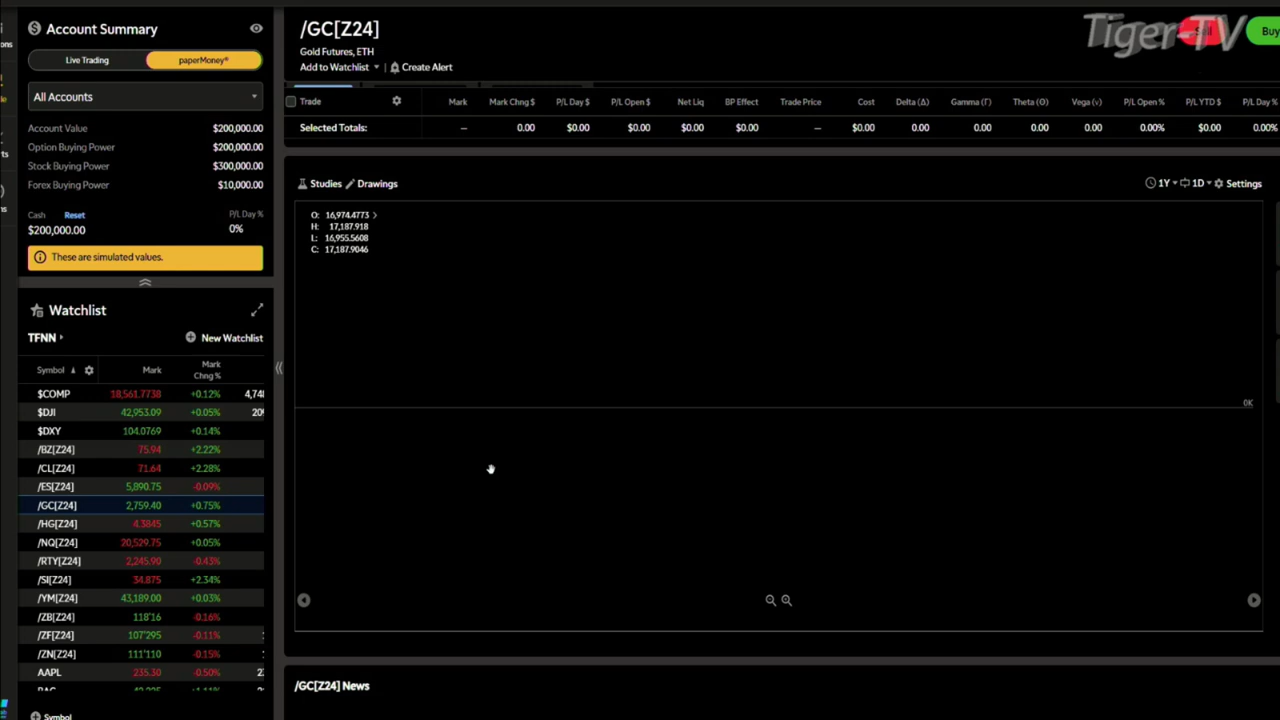 Account Summary
Live Trading
paperMoney®
All Accounts
Account Value $200,000.00
Option Buying Power $200,000.00
Stock Buying Power $300,000.00
Forex Buying Power $10,000.00
Cash Reset P/L Day %
$200,000.00 0%
These are simulated values.
Watchlist
TFNN
New Watchlist
Symbol Mark Mark Chng %
$COMP 18,561.7738 +0.12%
$DJI 42,953.09 +0.05%
$DXY 104.0769 +0.14%
/BZ[Z24] 75.94 +2.22%
/CL[Z24] 71.64 +2.28%
/ES[Z24] 5,890.75 -0.09%
/GC[Z24] 2,759.40 +0.75%
/HG[Z24] 4.3845 +0.57%
/NQ[Z24] 20,529.75 +0.05%
/RTY[Z24] 2,245.90 -0.43%
/SI[Z24] 34.875 +2.34%
/YM[Z24] 43,189.00 +0.03%
/ZB[Z24] 118'16 -0.16%
/ZF[Z24] 107'295 -0.11%
/ZN[Z24] 111'110 -0.15%
AAPL 235.30 -0.50%
Symbol
/GC[Z24]
Gold Futures, ETH
Add to Watchlist
Create Alert
Tiger-TV
Sell
Buy
Trade Mark Mark Chng $ P/L Day $ P/L Open $ Net Liq BP Effect Trade Price Cost Delta (Δ) Gamma (Γ) Theta (Θ) Vega (ν) P/L Open % P/L YTD $ P/L Day %
Selected Totals: — 0.00 $0.00 $0.00 $0.00 $0.00 — $0.00 0.00 0.00 0.00 0.00 0.00% $0.00 0.00%
Studies Drawings
1Y 1D Settings
O: 16,974.4773
H: 17,187.918
L: 16,955.5608
C: 17,187.9046
0K
/GC[Z24] News